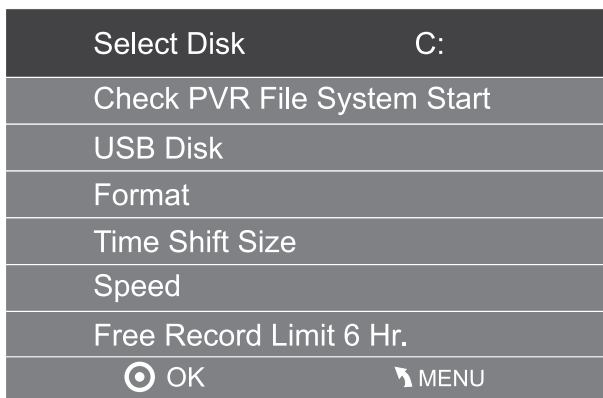 Select Disk C:
Check PVR File System Start
USB Disk
Format
Time Shift Size
Speed
Free Record Limit 6 Hr.
OK MENU